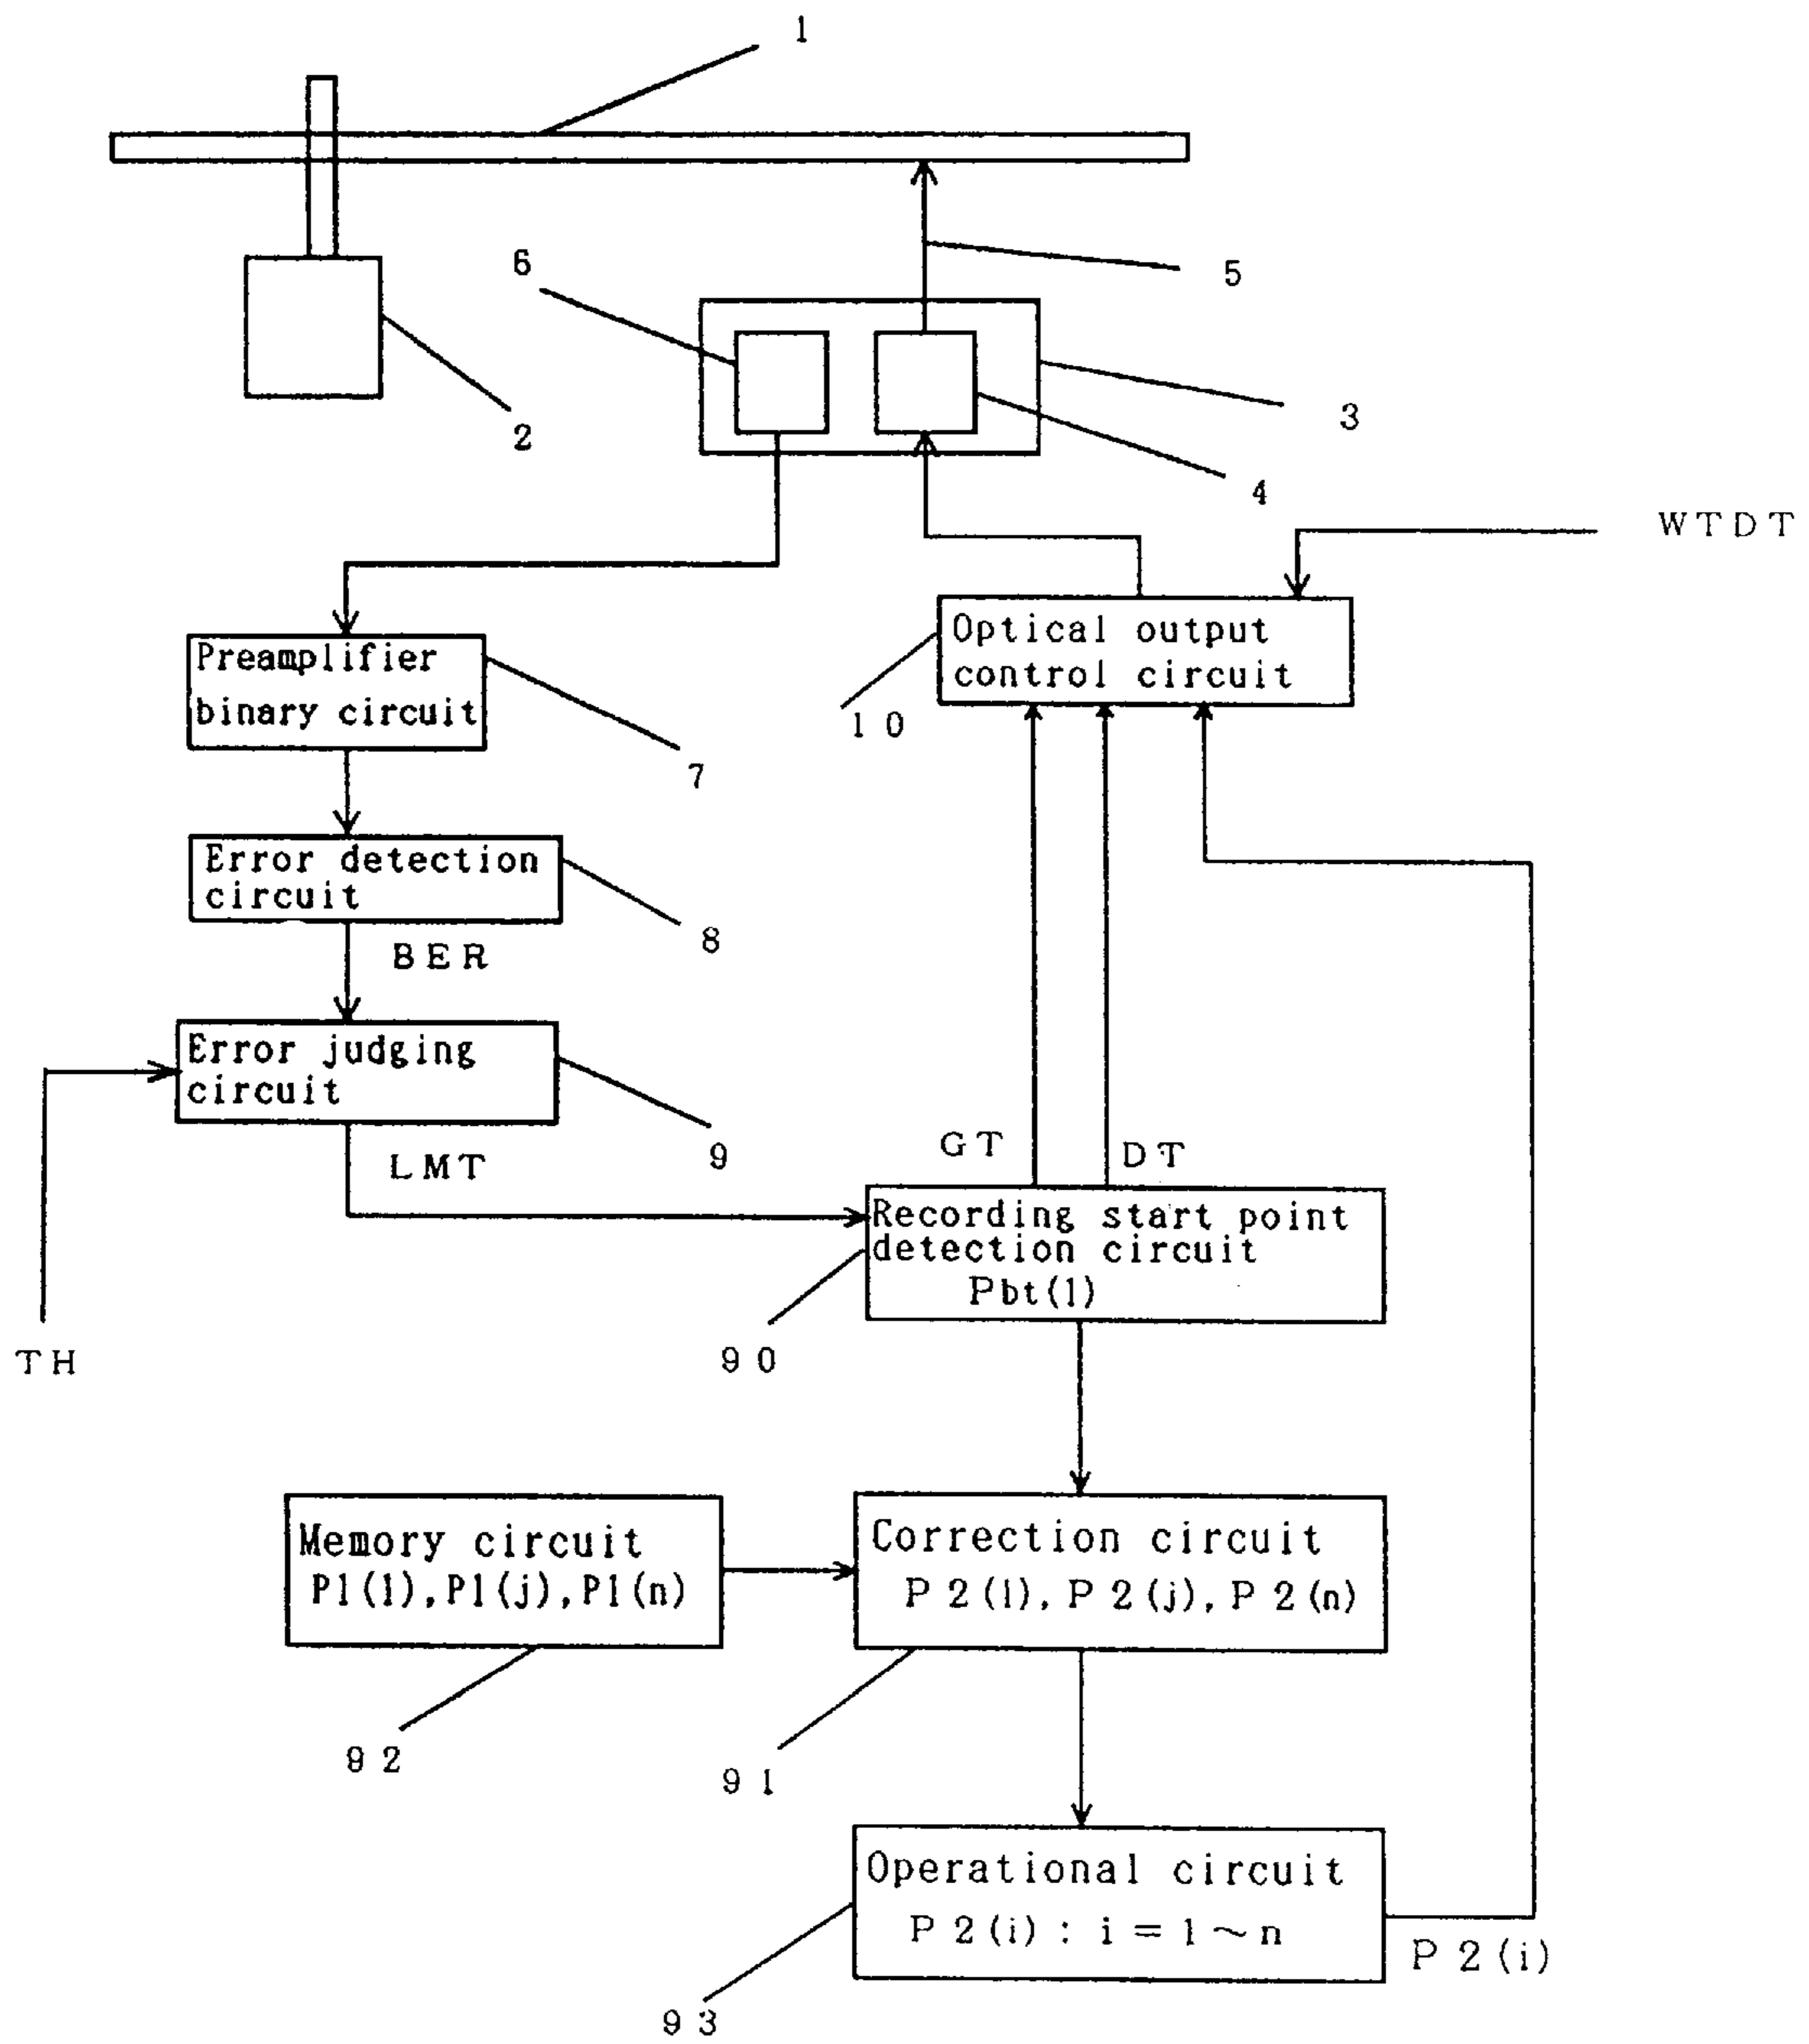 1
6
5
2
3
4
WTDT
Optical output
control circuit
10
Preamplifier
binary circuit
7
Error detection
circuit
8
BER
Error judging
circuit
9
LMT
TH
GT
DT
Recording start point
detection circuit
Pbt(1)
90
Memory circuit
P1(1),P1(j),P1(n)
92
Correction circuit
P2(1),P2(j),P2(n)
91
Operational circuit
P2(i):i=1~n
P2(i)
93